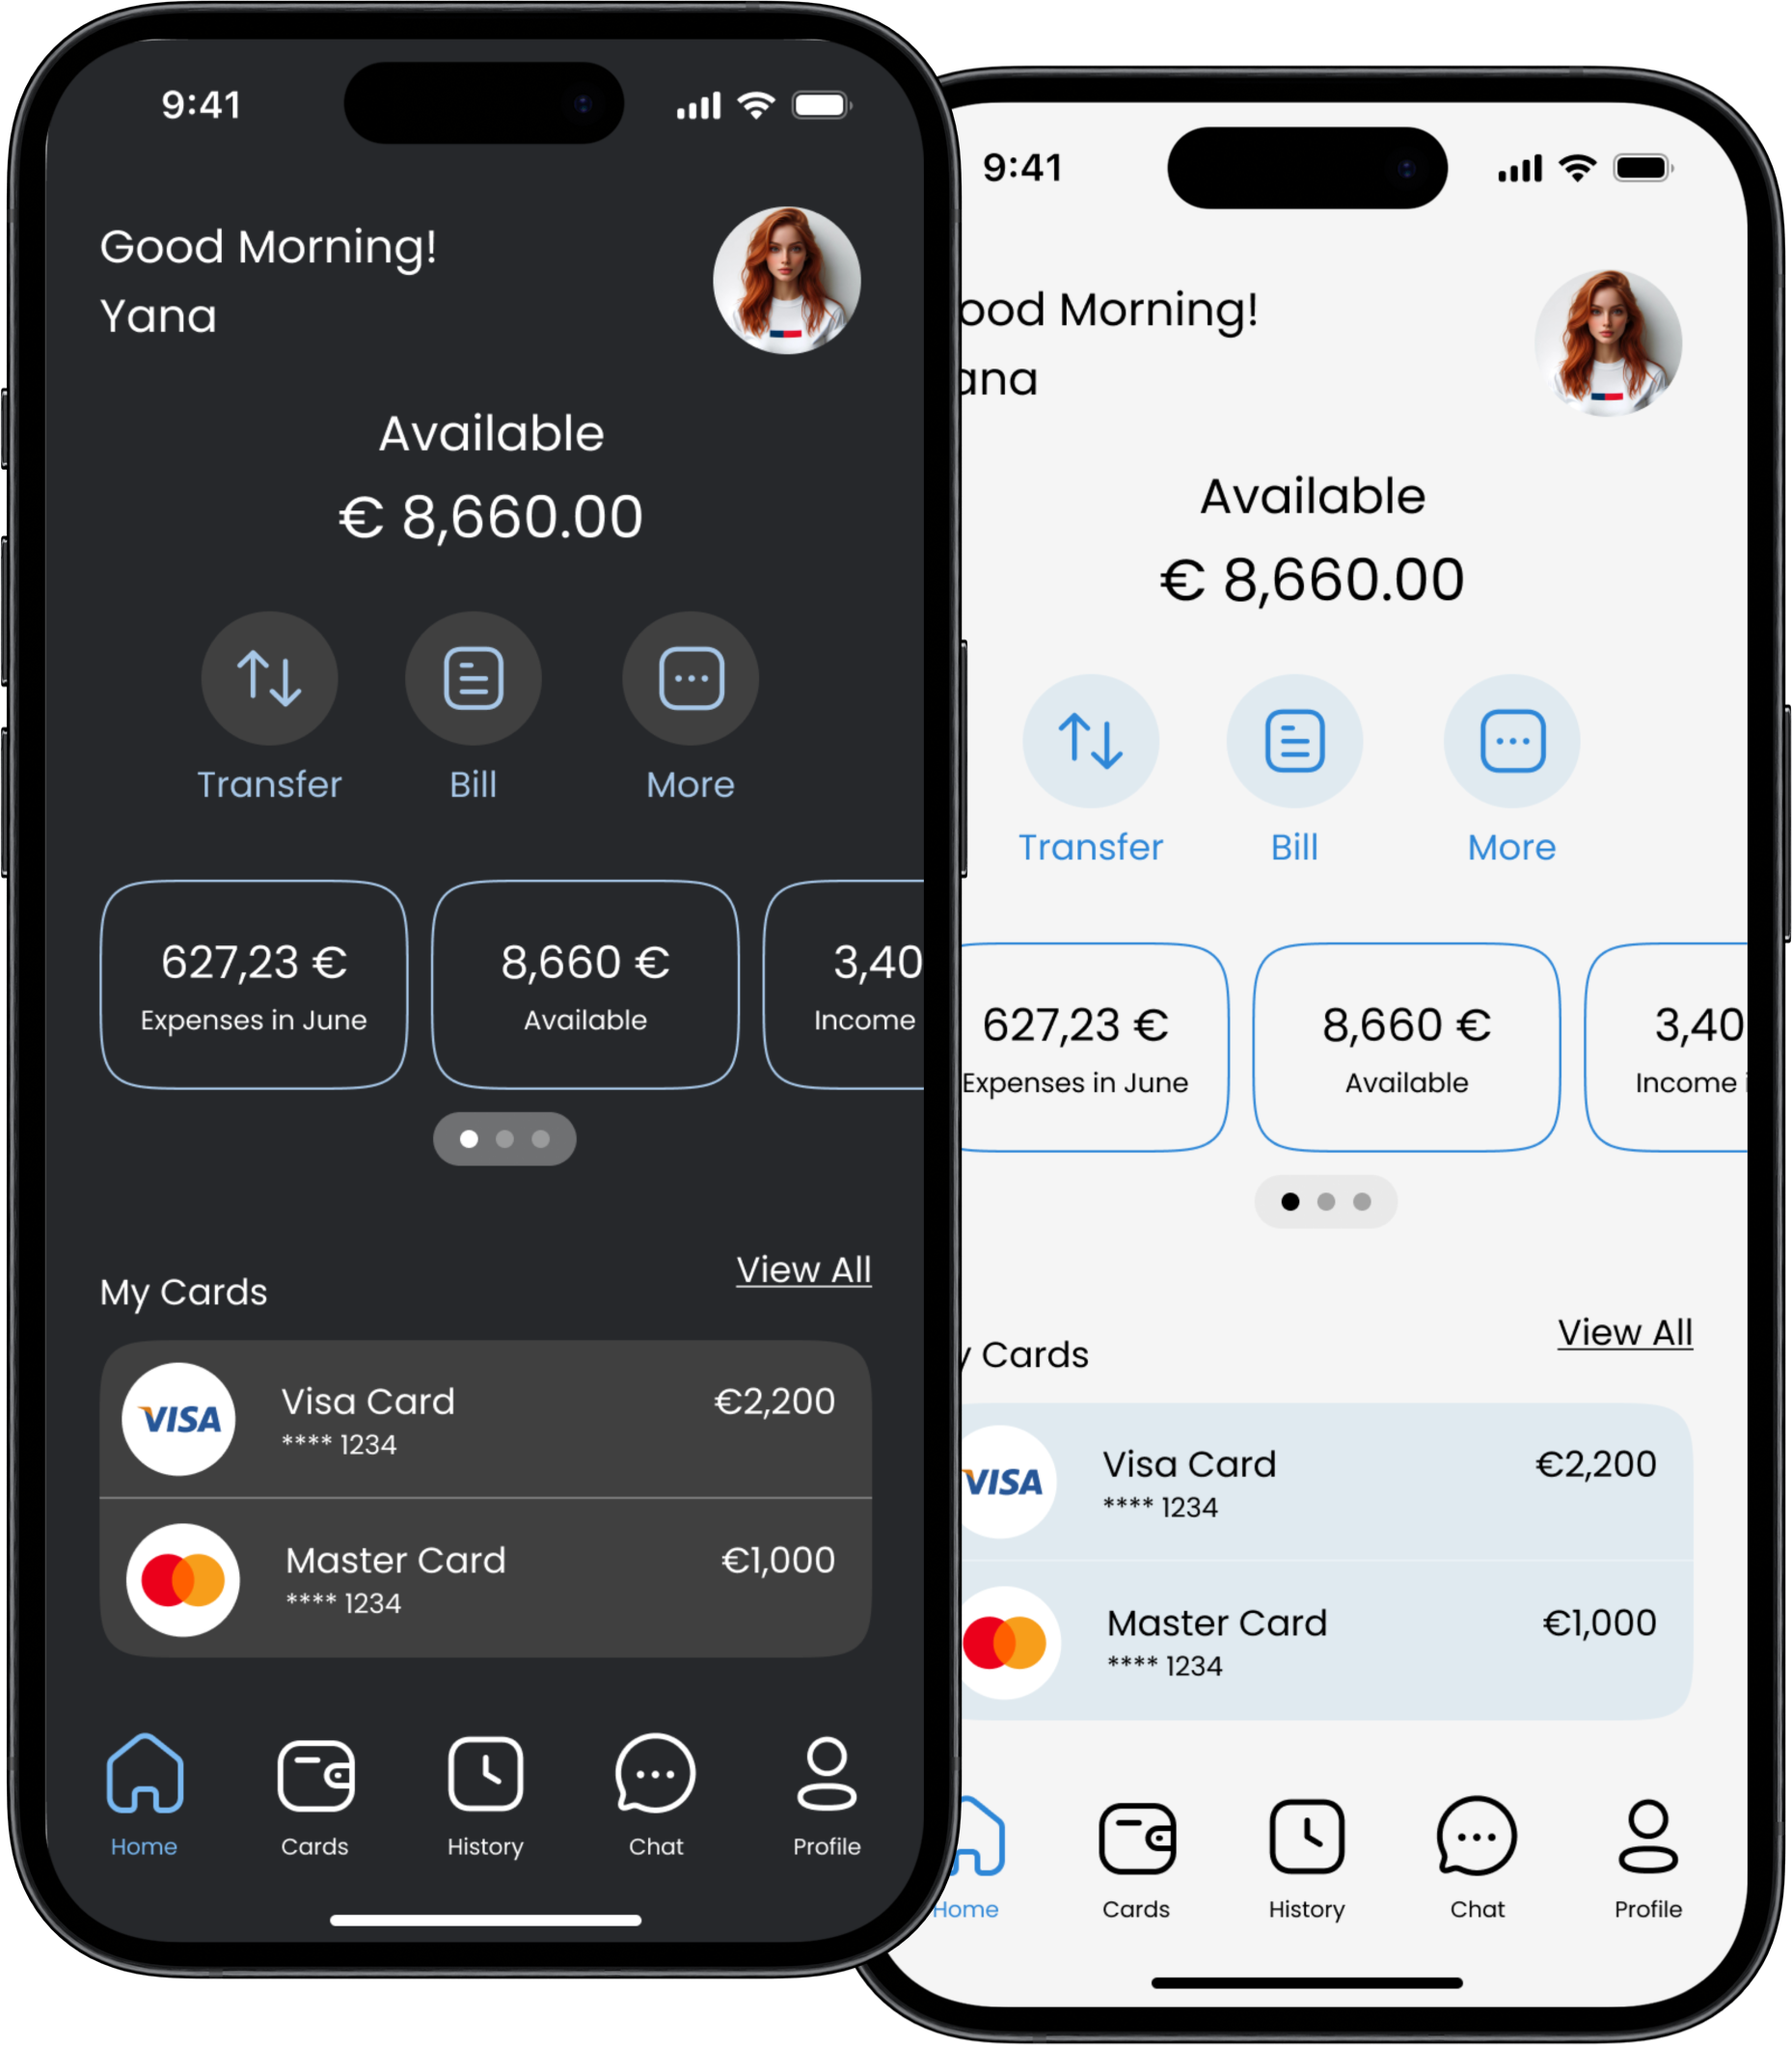 9:41
Good Morning!
Yana
Available
€ 8,660.00
Transfer Bill More
627,23 € 8,660 € 3,40
Expenses in June Available Income
My Cards View All
VISA Visa Card €2,200
**** 1234
Master Card €1,000
**** 1234
Home Cards History Chat Profile
9:41
ood Morning!
ana
Available
€ 8,660.00
Transfer Bill More
627,23 € 8,660 € 3,40
Expenses in June Available Income i
y Cards View All
VISA Visa Card €2,200
**** 1234
Master Card €1,000
**** 1234
Home Cards History Chat Profile